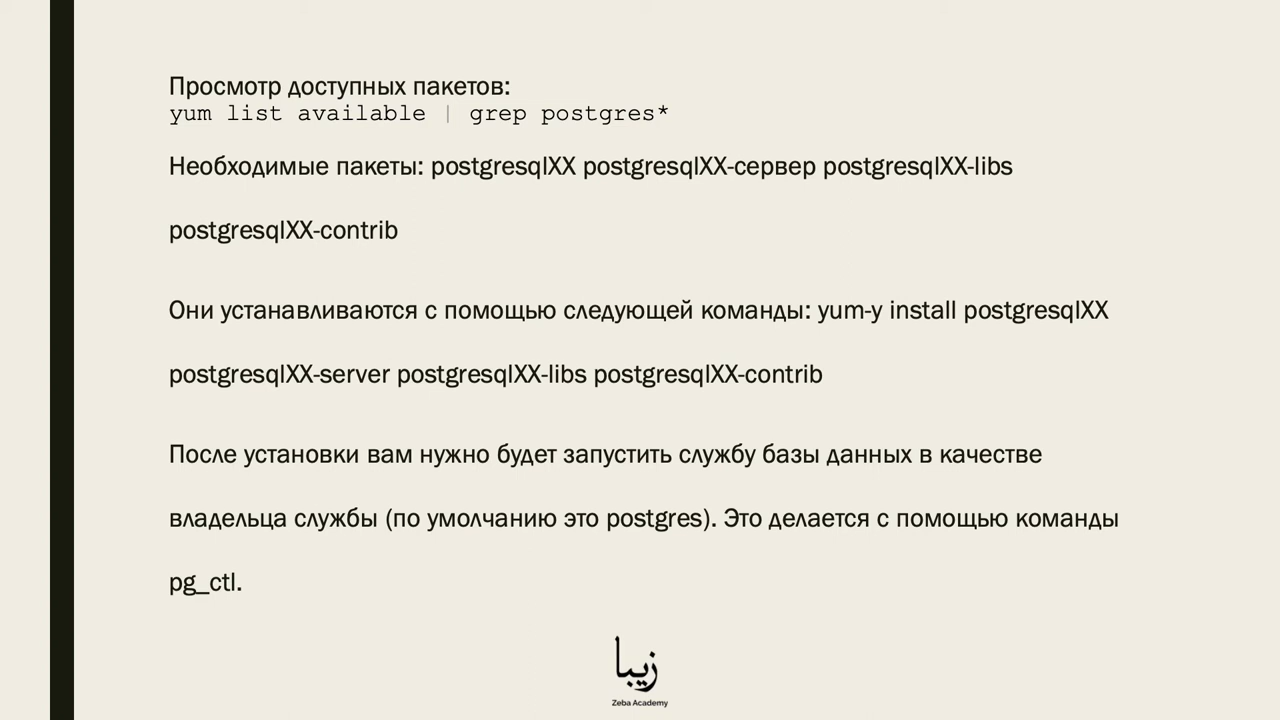 Просмотр доступных пакетов:
yum list available | grep postgres*
Необходимые пакеты: postgresqlXX postgresqlXX-сервер postgresqlXX-libs
postgresqlXX-contrib
Они устанавливаются с помощью следующей команды: yum-y install postgresqlXX
postgresqlXX-server postgresqlXX-libs postgresqlXX-contrib
После установки вам нужно будет запустить службу базы данных в качестве
владельца службы (по умолчанию это postgres). Это делается с помощью команды
pg_ctl.
زيبا
Zeba Academy